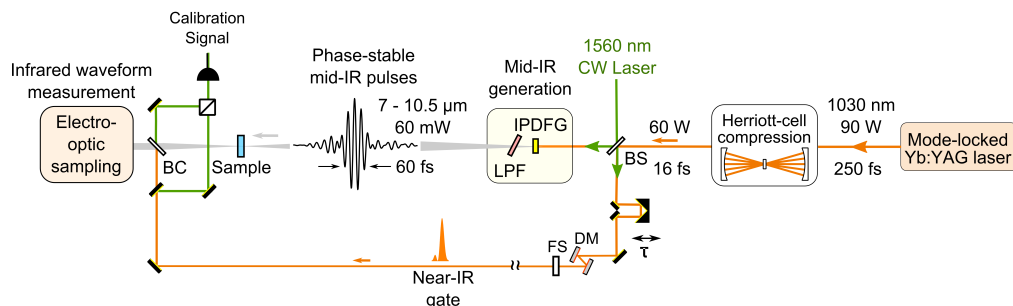 Calibration
Signal
Infrared waveform
measurement
Electro-
optic
sampling
BC
Sample
Phase-stable
mid-IR pulses
7 - 10.5 µm
60 mW
60 fs
Mid-IR
generation
IPDFG
LPF
1560 nm
CW Laser
BS
60 W
16 fs
Herriott-cell
compression
1030 nm
90 W
250 fs
Mode-locked
Yb:YAG laser
τ
DM
FS
Near-IR
gate